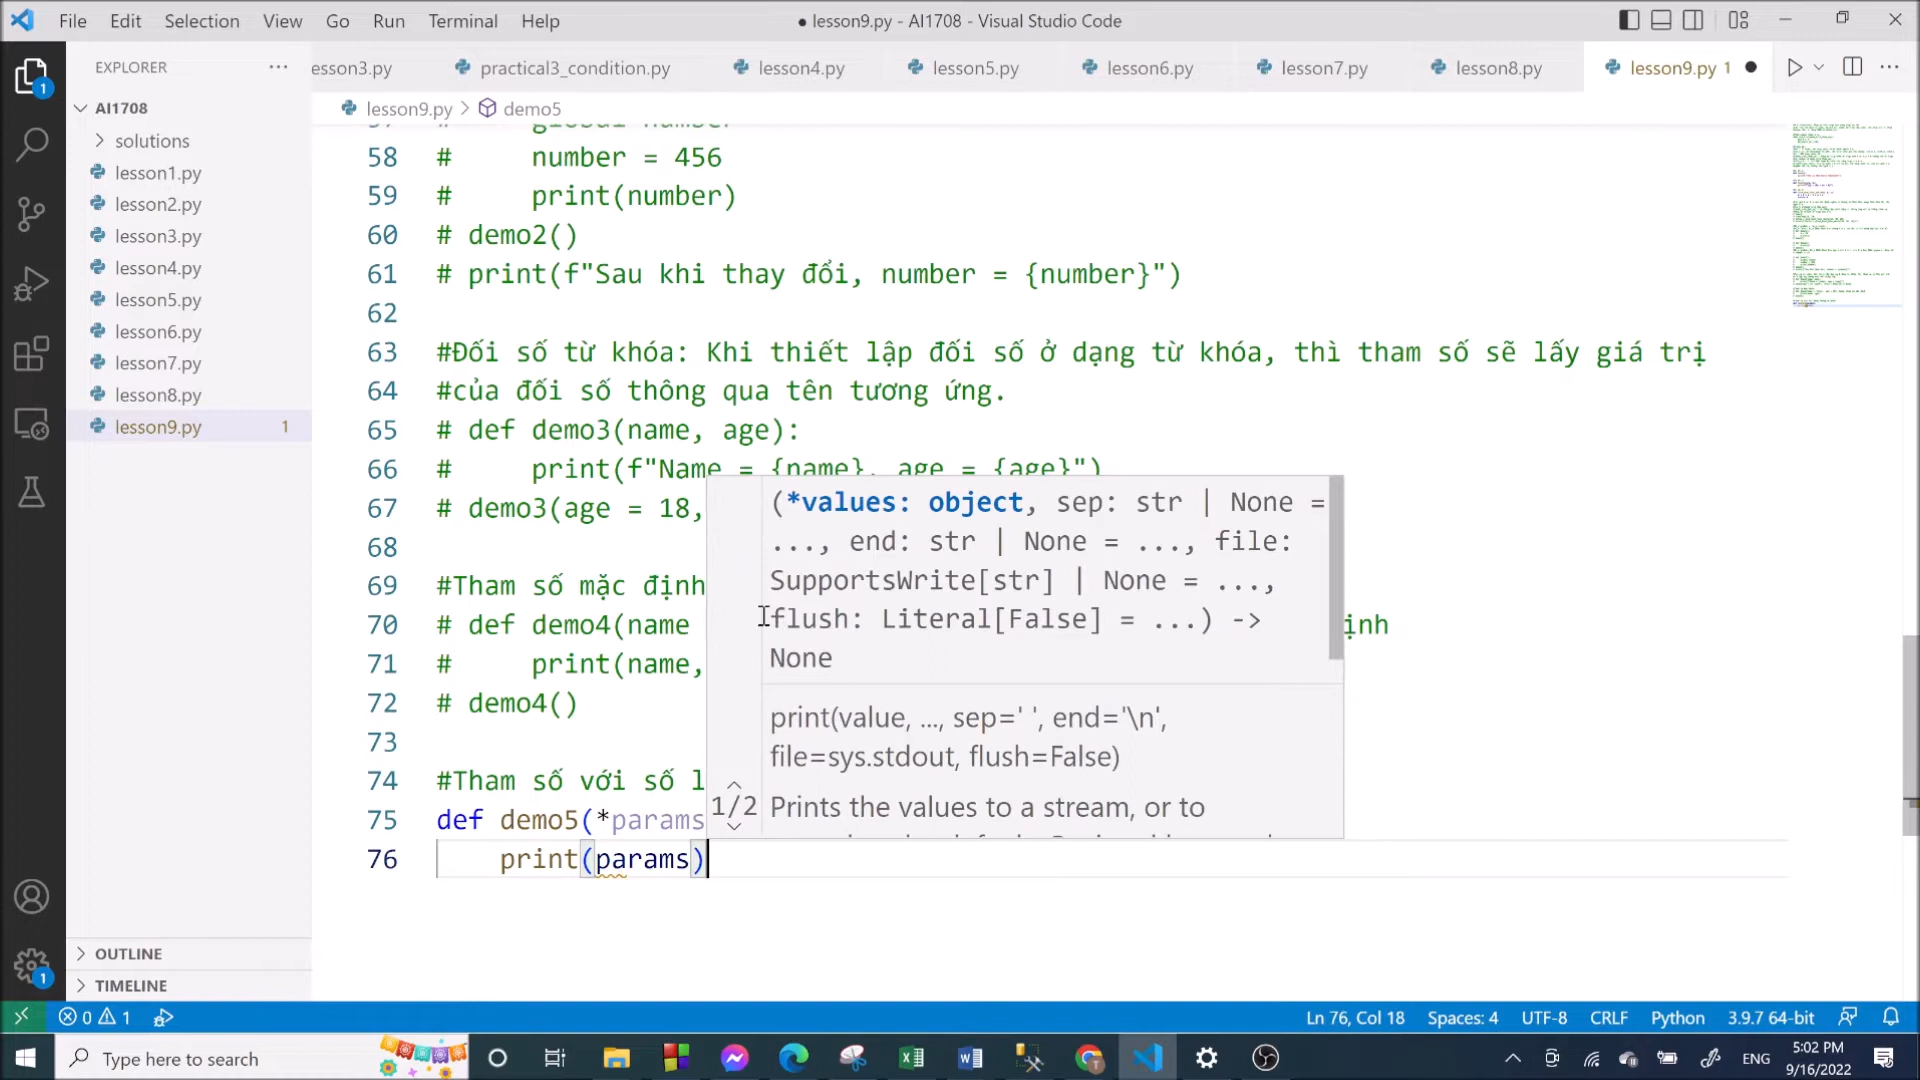 File Edit Selection View Go Run Terminal Help
● lesson9.py - AI1708 - Visual Studio Code
EXPLORER
esson3.py practical3_condition.py lesson4.py lesson5.py lesson6.py lesson7.py lesson8.py lesson9.py 1
AI1708
lesson9.py > demo5
solutions
lesson1.py
lesson2.py
lesson3.py
lesson4.py
lesson5.py
lesson6.py
lesson7.py
lesson8.py
lesson9.py 1
58 # number = 456
59 # print(number)
60 # demo2()
61 # print(f"Sau khi thay đổi, number = {number}")
62
63 #Đối số từ khóa: Khi thiết lập đối số ở dạng từ khóa, thì tham số sẽ lấy giá trị
64 #của đối số thông qua tên tương ứng.
65 # def demo3(name, age):
66 # print(f"Name = {name}, age = {age}")
67 # demo3(age = 18,
68
69 #Tham số mặc định
70 # def demo4(name ịnh
71 # print(name,
72 # demo4()
73
74 #Tham số với số l
75 def demo5(*params
76 print(params)
(*values: object, sep: str | None =
..., end: str | None = ..., file:
SupportsWrite[str] | None = ...,
flush: Literal[False] = ...) ->
None
print(value, ..., sep=' ', end='\n',
file=sys.stdout, flush=False)
1/2 Prints the values to a stream, or to
OUTLINE
TIMELINE
1
1
0 1
Ln 76, Col 18 Spaces: 4 UTF-8 CRLF Python 3.9.7 64-bit
Type here to search
ENG
5:02 PM
9/16/2022